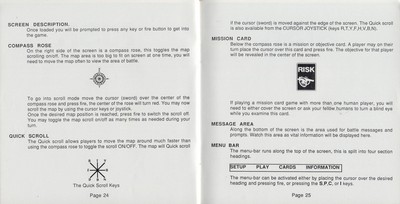 SCREEN DESCRIPTION.
Once loaded you will be prompted to press any key or fire button to get into
the game.
COMPASS ROSE
On the right side of the screen is a compass rose, this toggles the map
scrolling on/off. The map area is too big to fit on screen at one time, you will
need to move the map often to view the area of battle.
To go into scroll mode move the cursor (sword) over the center of the
compass rose and press fire, the center of the rose will turn red. You may now
scroll the map by using the cursor keys or joystick.
Once the desired map position is reached, press fire to switch the scroll off.
You may toggle the map scroll on/off as many times as needed during your
turn.
QUICK SCROLL
The Quick scroll allows players to move the map around much faster than
using the compass rose to toggle the scroll ON/OFF. The map will Quick scroll
The Quick Scroll Keys
Page 24
if the cursor (sword) is moved against the edge of the screen. The Quick scroll
is also available from the CURSOR JOYSTICK (keys R,T,Y,F,H,V,B,N).
MISSION CARD
Below the compass rose is a mission or objective card. A player may on their
turn place the cursor over this card and press fire. The objective for that player
will be revealed in the center of the screen.
RISK
If playing a mission card game with more than one human player, you will
need to either cover the screen or ask your fellow humans to turn a blind eye
while you examine this card.
MESSAGE AREA
Along the bottom of the screen is the area used for battle messages and
prompts. Watch this area as vital information will be displayed here.
MENU BAR
The menu-bar runs along the top of the screen, this is split into four section
headings.
SETUP PLAY CARDS INFORMATION
The menu-bar can be activated either by placing the cursor over the desired
heading and pressing fire, or pressing the S.P.C. or I keys.
Page 25